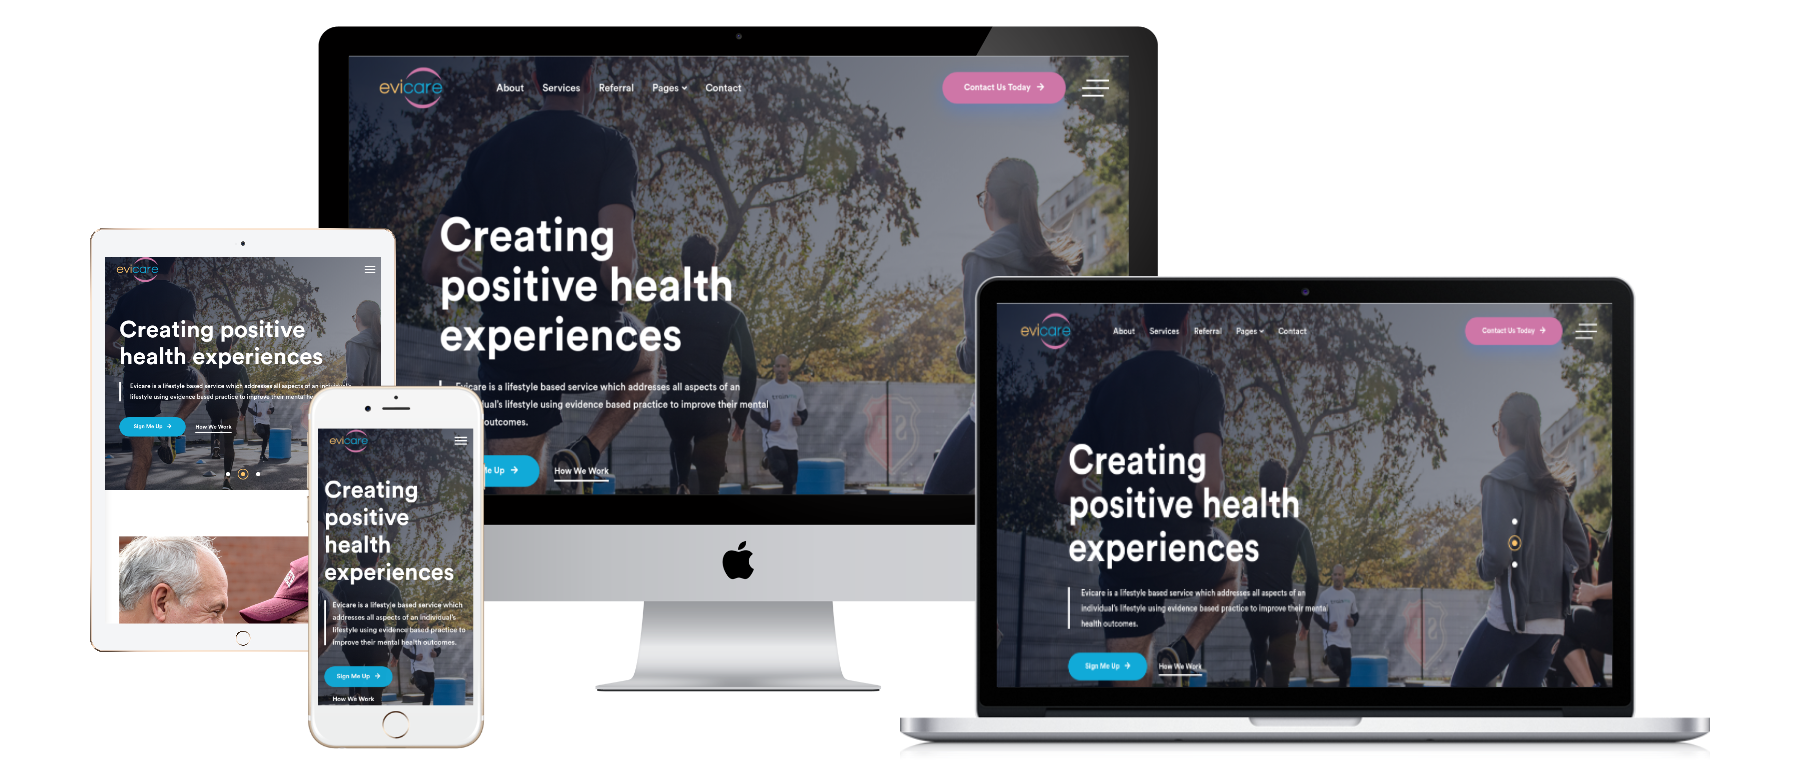 evicare
About Services Referral Pages Contact
Contact Us Today
Creating
positive health
experiences
Evicare is a lifestyle based service which addresses all aspects of an
individual's lifestyle using evidence based practice to improve their mental
outcomes.
Me Up
How We Work
evicare
Creating positive
health experiences
Evicare is a lifestyle based service which addresses all aspects of an individual's
lifestyle using evidence based practice to improve their mental he
Sign Me Up
How We Work
evicare
Creating
positive
health
experiences
Evicare is a lifestyle based service which
addresses all aspects of an individual's
lifestyle using evidence based practice to
improve their mental health outcomes.
Sign Me Up
How We Work
evicare
About Services Referral Pages Contact
Contact Us Today
Creating
positive health
experiences
Evicare is a lifestyle based service which addresses all aspects of an
individual's lifestyle using evidence based practice to improve their mental
health outcomes.
Sign Me Up
How We Work